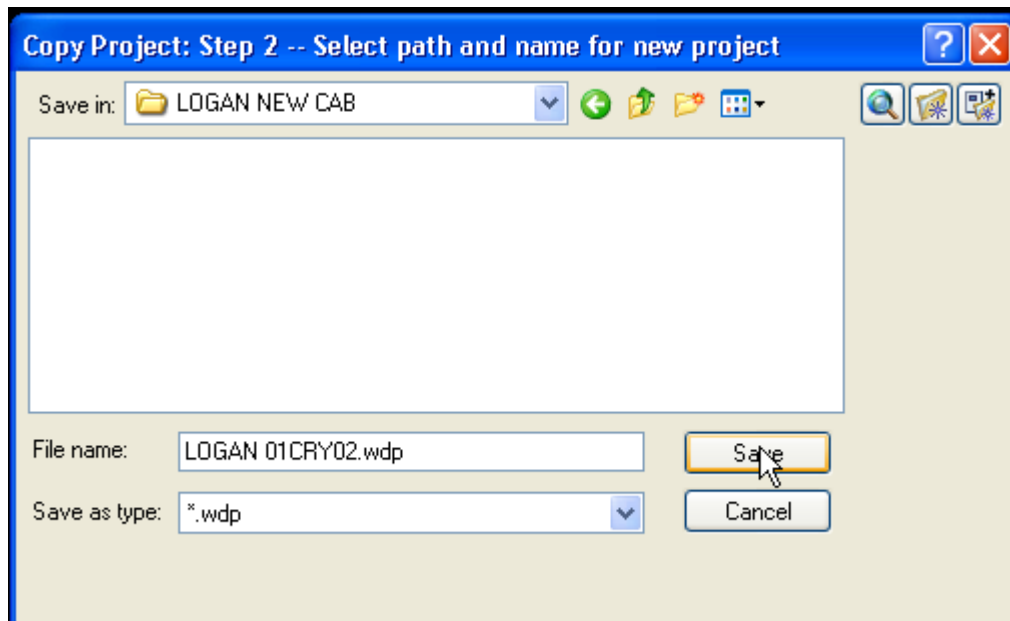 Copy Project: Step 2 -- Select path and name for new project
Save in: LOGAN NEW CAB
File name: LOGAN 01CRY02.wdp Save
Save as type: *.wdp Cancel